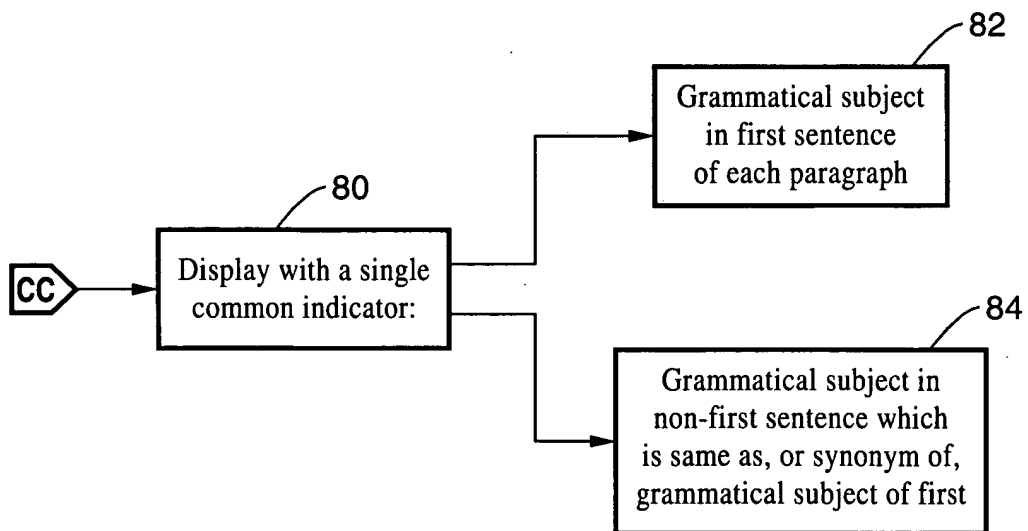 82
Grammatical subject
in first sentence
of each paragraph
80
CC
Display with a single
common indicator:
84
Grammatical subject in
non-first sentence which
is same as, or synonym of,
grammatical subject of first